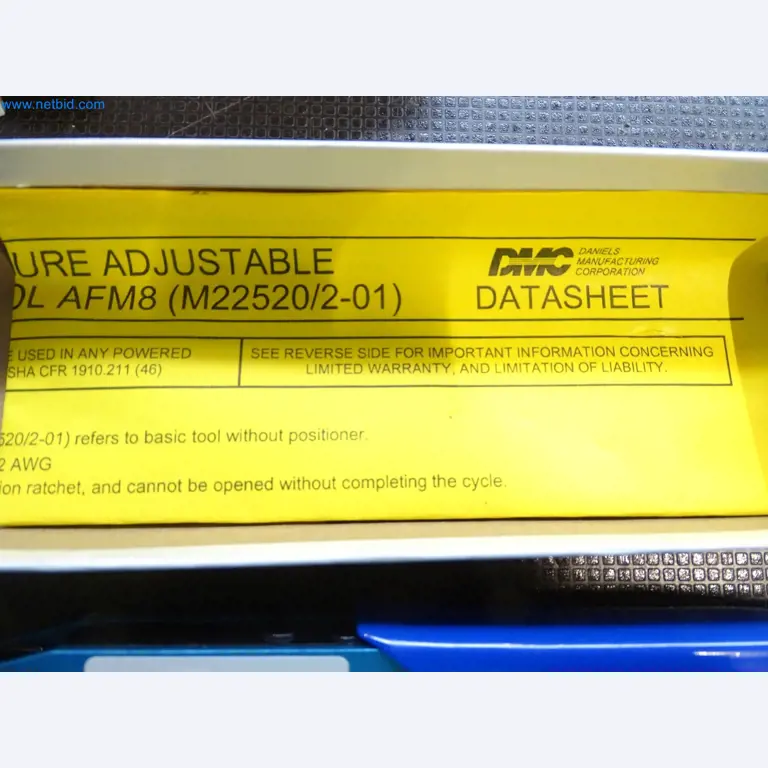 www.netbid.com
URE ADJUSTABLE
OL AFM8 (M22520/2-01)
DMC DANIELS
MANUFACTURING
CORPORATION
DATASHEET
E USED IN ANY POWERED
SHA CFR 1910.211 (46)
SEE REVERSE SIDE FOR IMPORTANT INFORMATION CONCERNING
LIMITED WARRANTY, AND LIMITATION OF LIABILITY.
520/2-01) refers to basic tool without positioner.
2 AWG
ion ratchet, and cannot be opened without completing the cycle.